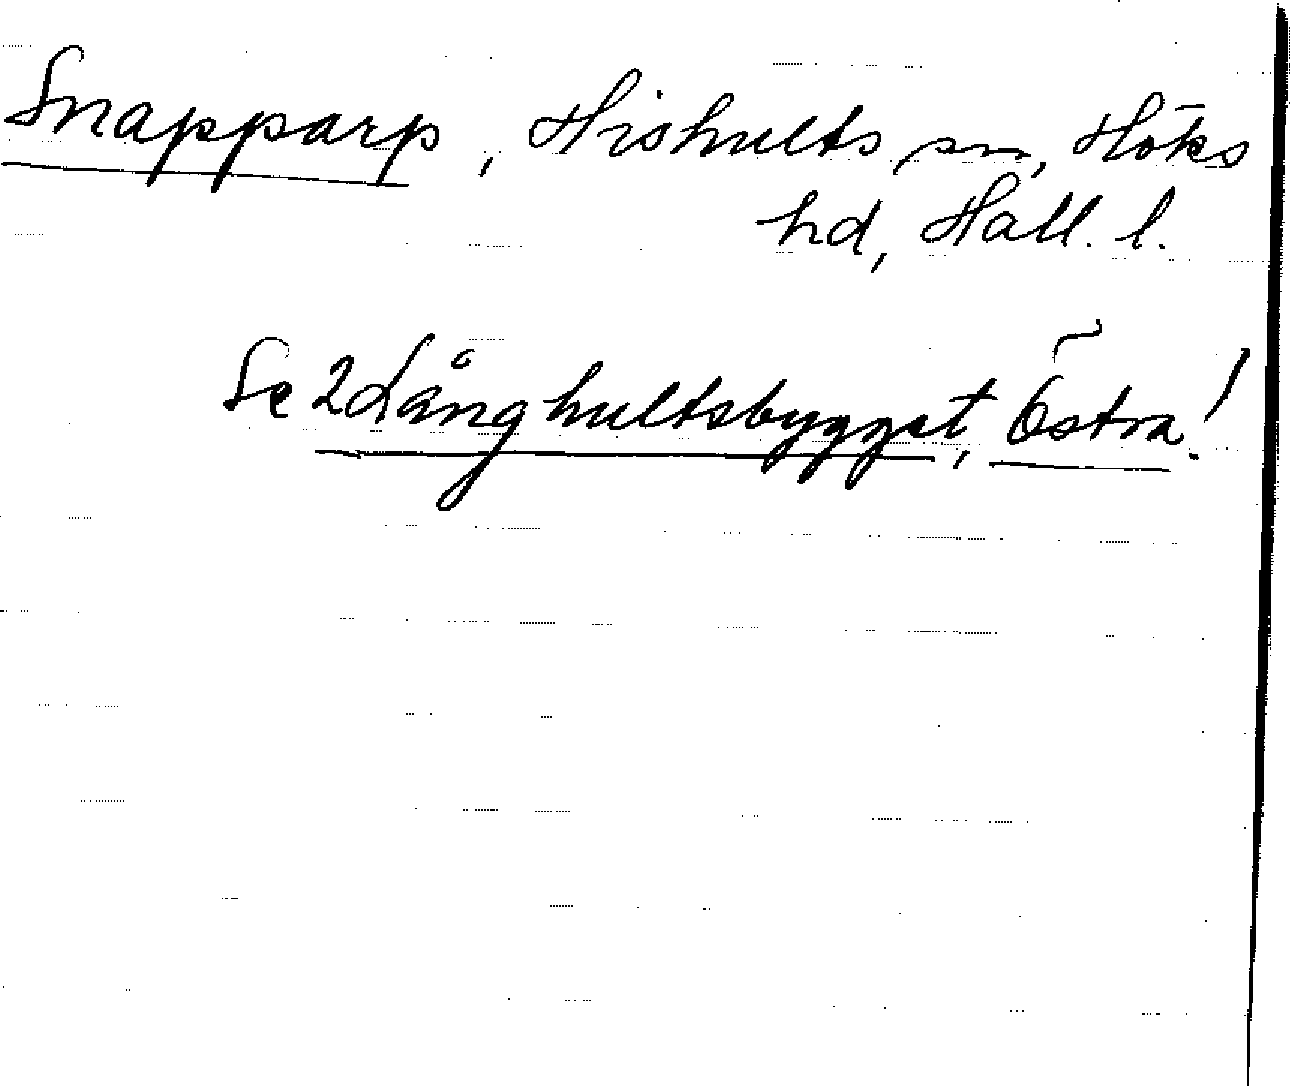 Snapparp, Hishults sn, Höks
hd, Hall. l.
Se 2 Långhultsbygget, Östra!